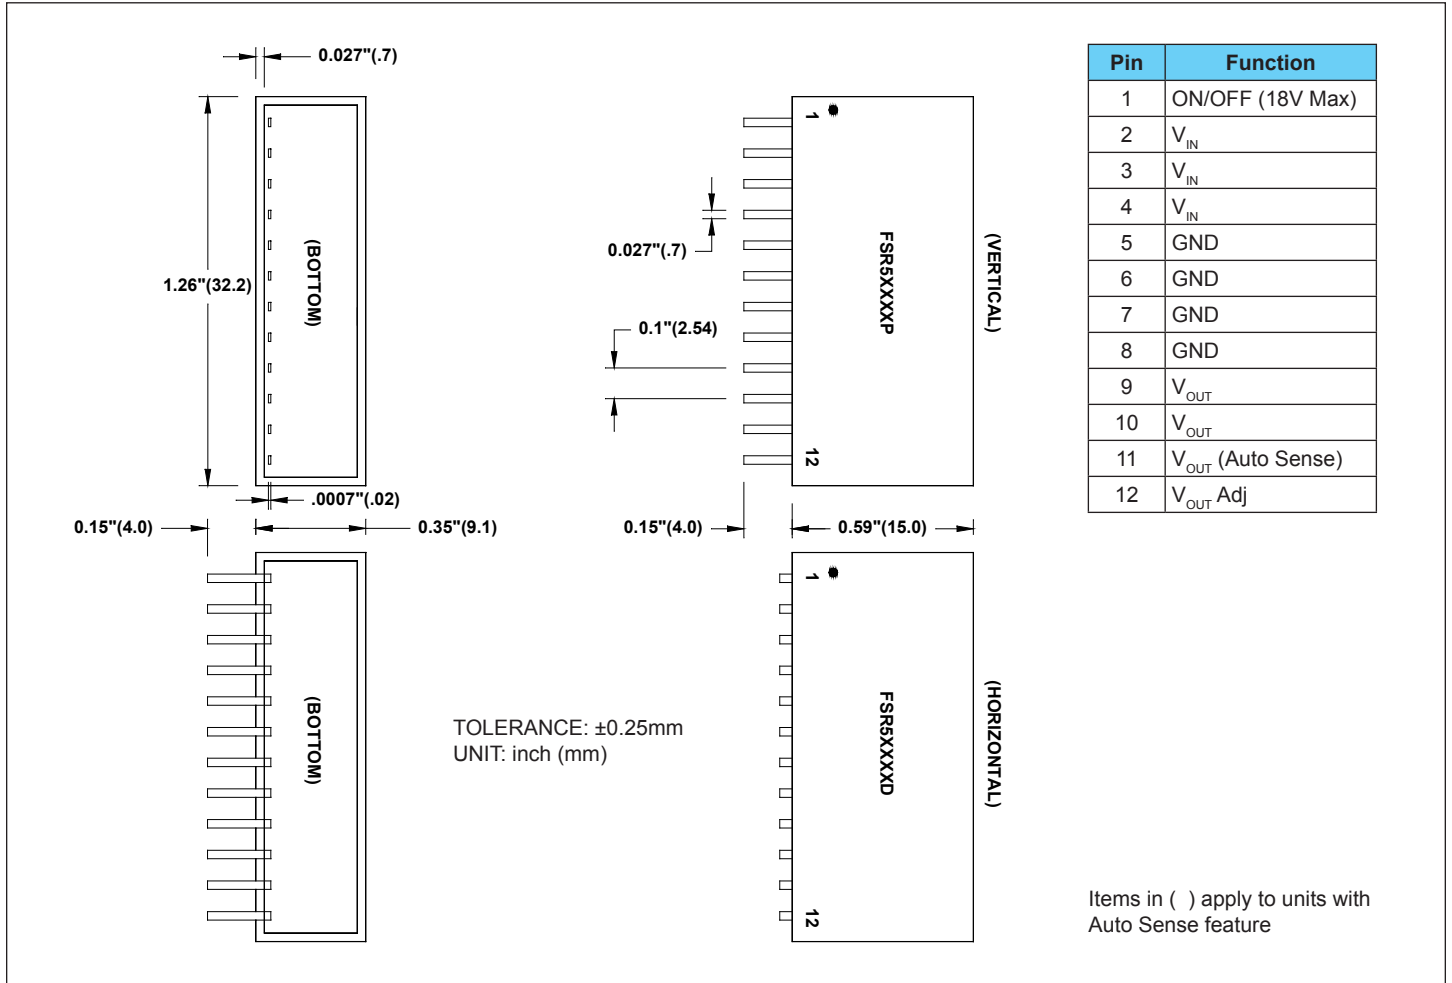 0.027"(.7)
1.26"(32.2)
(BOTTOM)
.0007"(.02)
0.15"(4.0)
0.35"(9.1)
(BOTTOM)
TOLERANCE: ±0.25mm
UNIT: inch (mm)
1
0.027"(.7)
0.1"(2.54)
FSR5XXXXP
(VERTICAL)
12
0.15"(4.0)
0.59"(15.0)
1
FSR5XXXXD
(HORIZONTAL)
12
Pin Function
1 ON/OFF (18V Max)
2 VIN
3 VIN
4 VIN
5 GND
6 GND
7 GND
8 GND
9 VOUT
10 VOUT
11 VOUT (Auto Sense)
12 VOUT Adj
Items in ( ) apply to units with
Auto Sense feature